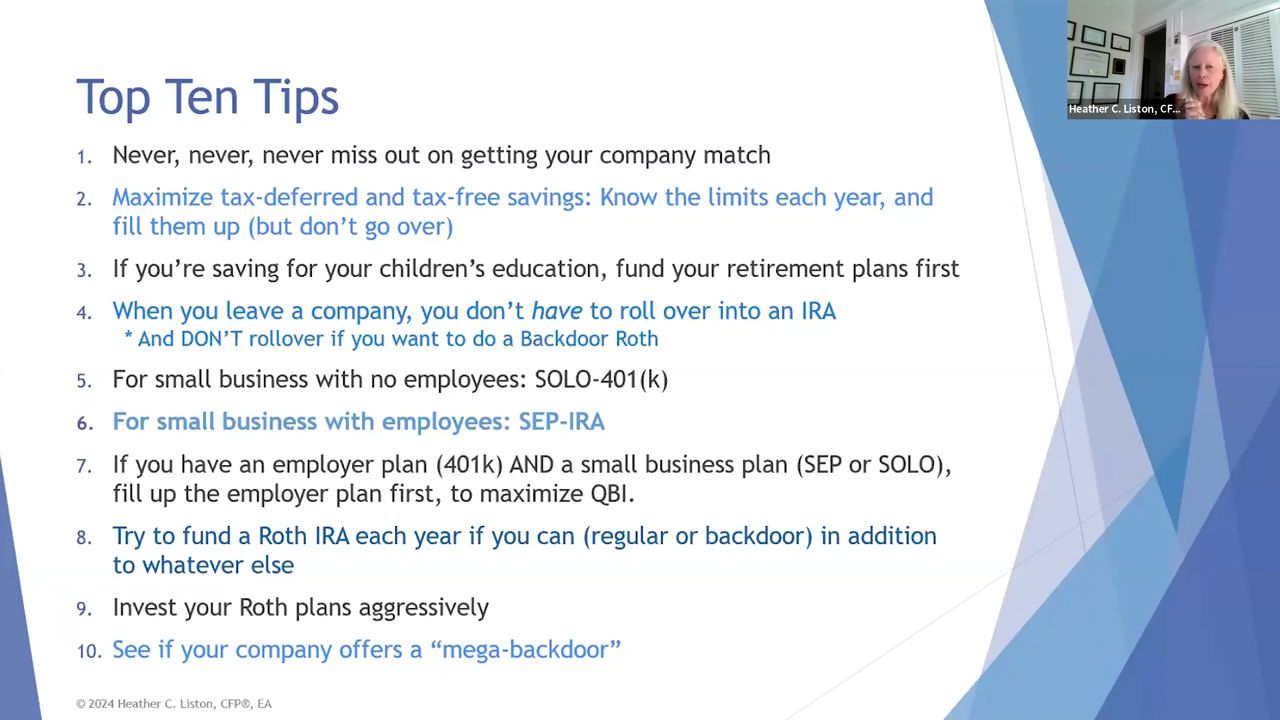 Top Ten Tips
Heather C. Liston, CF...
1. Never, never, never miss out on getting your company match
2. Maximize tax-deferred and tax-free savings: Know the limits each year, and
fill them up (but don’t go over)
3. If you’re saving for your children’s education, fund your retirement plans first
4. When you leave a company, you don’t have to roll over into an IRA
* And DON’T rollover if you want to do a Backdoor Roth
5. For small business with no employees: SOLO-401(k)
6. For small business with employees: SEP-IRA
7. If you have an employer plan (401k) AND a small business plan (SEP or SOLO),
fill up the employer plan first, to maximize QBI.
8. Try to fund a Roth IRA each year if you can (regular or backdoor) in addition
to whatever else
9. Invest your Roth plans aggressively
10. See if your company offers a “mega-backdoor”
© 2024 Heather C. Liston, CFP®, EA